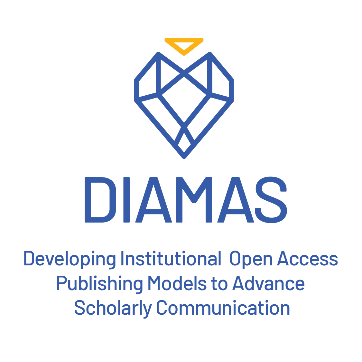 DIAMAS
Developing Institutional Open Access
Publishing Models to Advance
Scholarly Communication